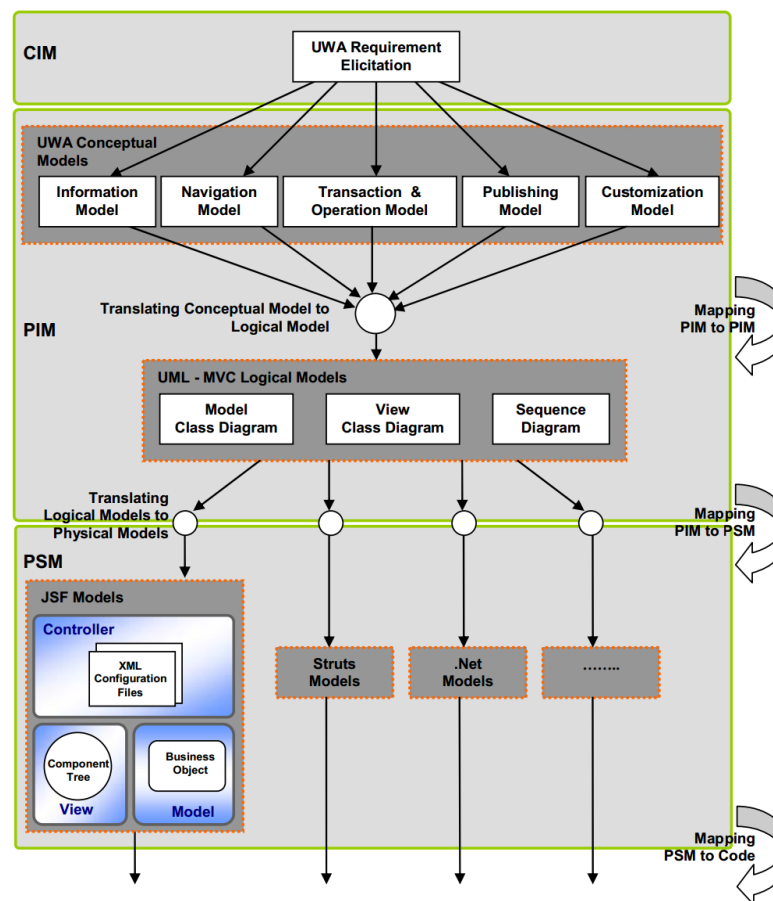 CIM
UWA Requirement
Elicitation
UWA Conceptual
Models
Information
Model
Navigation
Model
Transaction &
Operation Model
Publishing
Model
Customization
Model
Translating Conceptual Model to
Logical Model
PIM
Mapping
PIM to PIM
UML - MVC Logical Models
Model
Class Diagram
View
Class Diagram
Sequence
Diagram
Translating
Logical Models to
Physical Models
Mapping
PIM to PSM
PSM
JSF Models
Controller
XML
Configuration
Files
Component
Tree
View
Business
Object
Model
Struts
Models
.Net
Models
……..
Mapping
PSM to Code